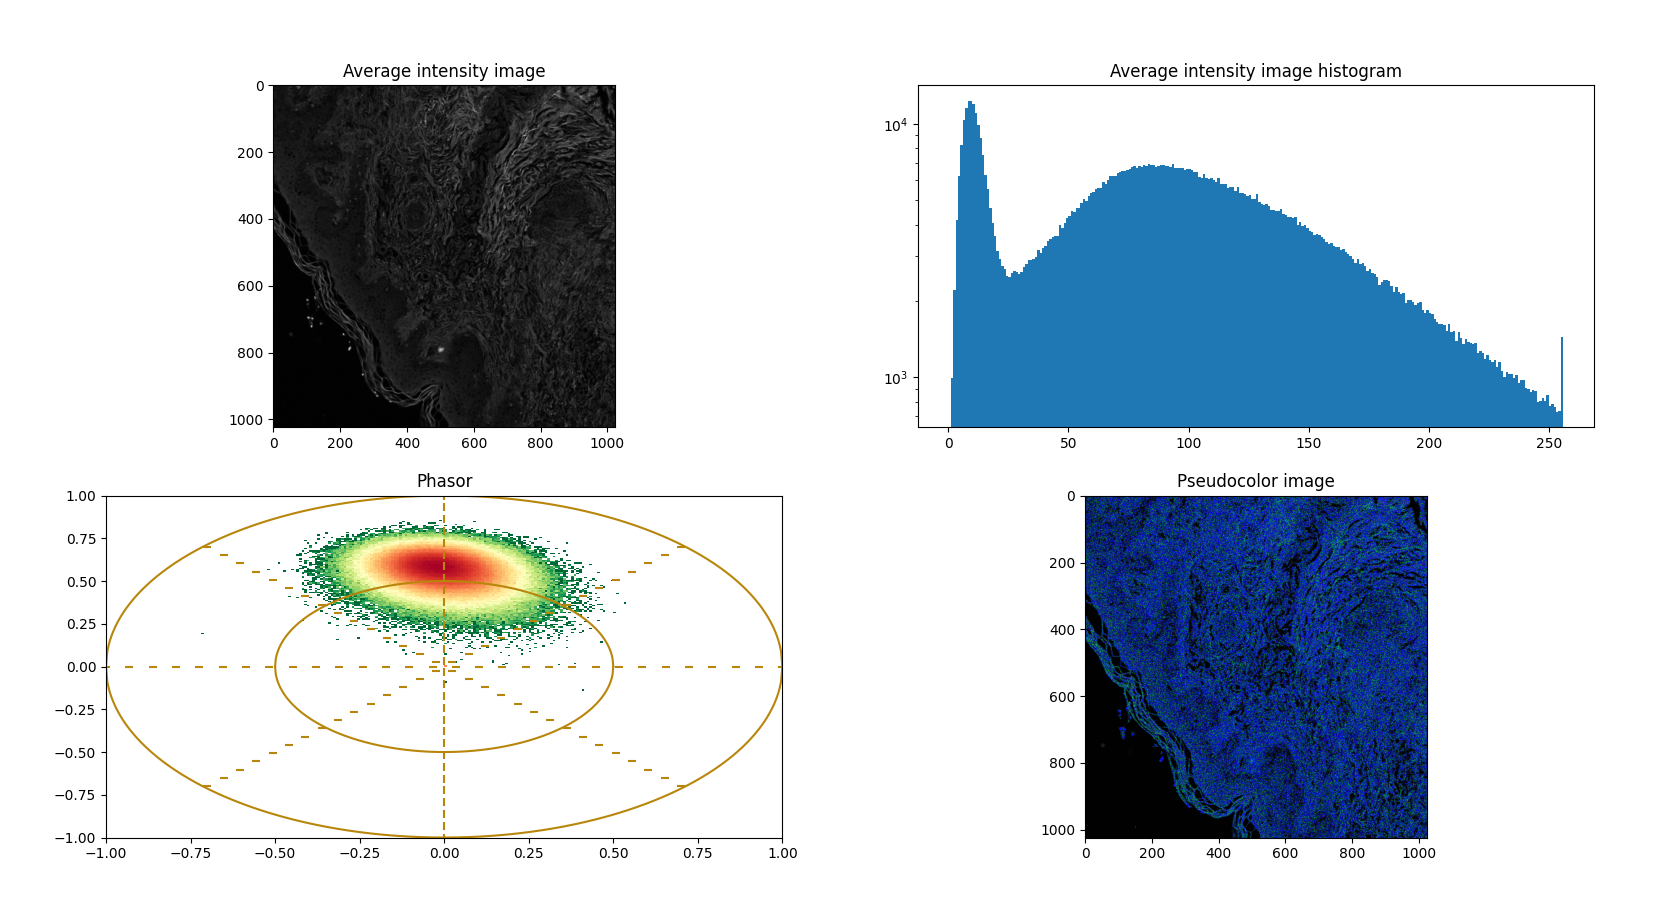 Average intensity image
0
200
400
600
800
1000
0 200 400 600 800 1000
Average intensity image histogram
10⁴
10³
0 50 100 150 200 250
Phasor
1.00
0.75
0.50
0.25
0.00
−0.25
−0.50
−0.75
−1.00
−1.00 −0.75 −0.50 −0.25 0.00 0.25 0.50 0.75 1.00
Pseudocolor image
0
200
400
600
800
1000
0 200 400 600 800 1000